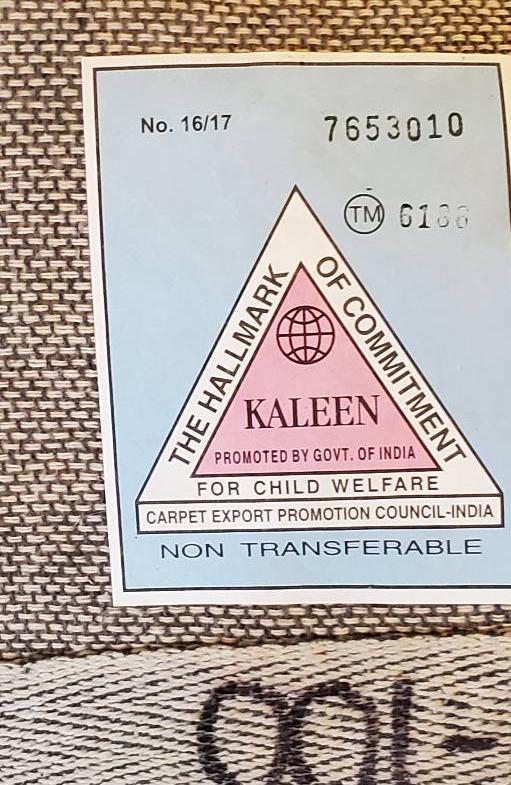 No. 16/17
7653010
TM
THE HALLMARK
OF COMMITMENT
KALEEN
PROMOTED BY GOVT. OF INDIA
FOR CHILD WELFARE
CARPET EXPORT PROMOTION COUNCIL-INDIA
NON TRANSFERABLE